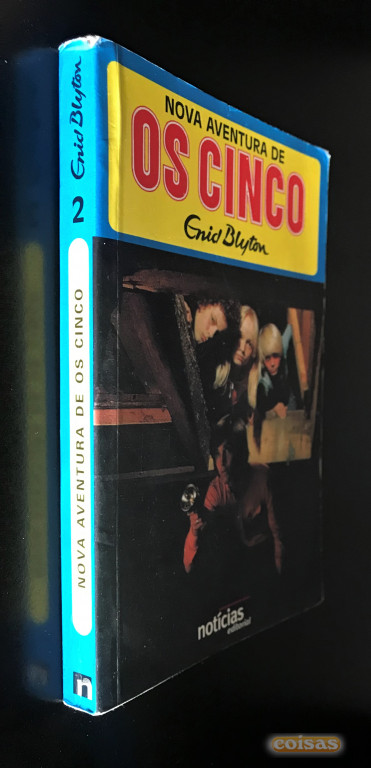 NOVA AVENTURA DE
OS CINCO
Enid Blyton
notícias
editorial
Enid Blyton
2
NOVA AVENTURA DE OS CINCO
n
coisas